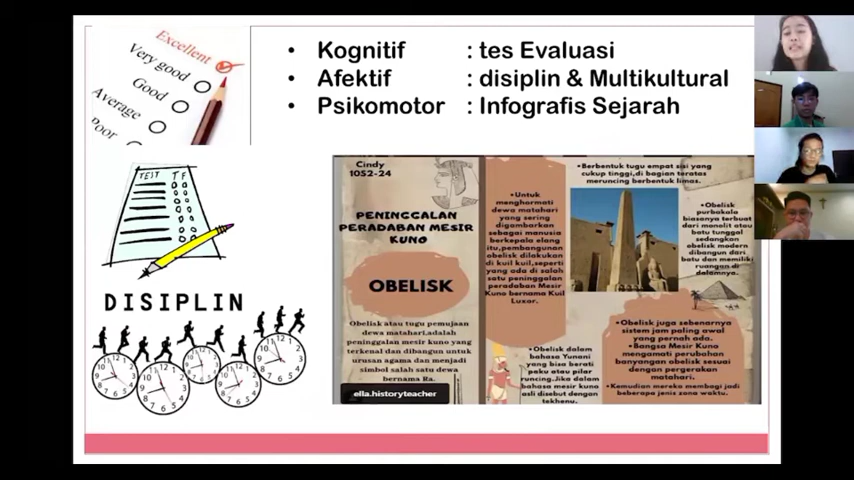 Excellent
Very good
Good
Average
Poor
• Kognitif : tes Evaluasi
• Afektif : disiplin & Multikultural
• Psikomotor : Infografis Sejarah
TEST T F
DISIPLIN
Cindy
10S2-24
PENINGGALAN
PERADABAN MESIR
KUNO
OBELISK
Obelisk atau tugu pemujaan
dewa matahari,adalah
peninggalan mesir kuno yang
terkenal dan dibangun untuk
urusan agama dan menjadi
simbol salah satu dewa
bernama Ra.
ella.historyteacher
•Untuk
menghormati
dewa matahari
yang sering
digambarkan
sebagai manusia
berkepala elang
itu,pembangunan
obelisk dilakukan
di kuil kuil,seperti
yang ada di salah
satu peninggalan
peradaban Mesir
Kuno bernama Kuil
Luxor.
•Berbentuk tugu empat sisi yang
cukup tinggi,di bagian teratas
meruncing berbentuk limas.
•Obelisk
purbakala
biasanya terbuat
dari monolit atau
batu tunggal
sedangkan
obelisk modern
dibangun dari
batu dan memiliki
ruangan di
dalamnya.
•Obelisk dalam
bahasa Yunani
yang bisa berati
paku atau pilar
runcing.Jika dalam
bahasa mesir kuno
asli disebut dengan
tekhenu.
•Obelisk juga sebenarnya
sistem jam paling awal
yang pernah ada.
•Bangsa Mesir Kuno
mengamati perubahan
banyangan obelisk sesuai
dengan pergerakan
matahari.
•Kemudian mereka membagi jadi
beberapa jenis zona waktu.